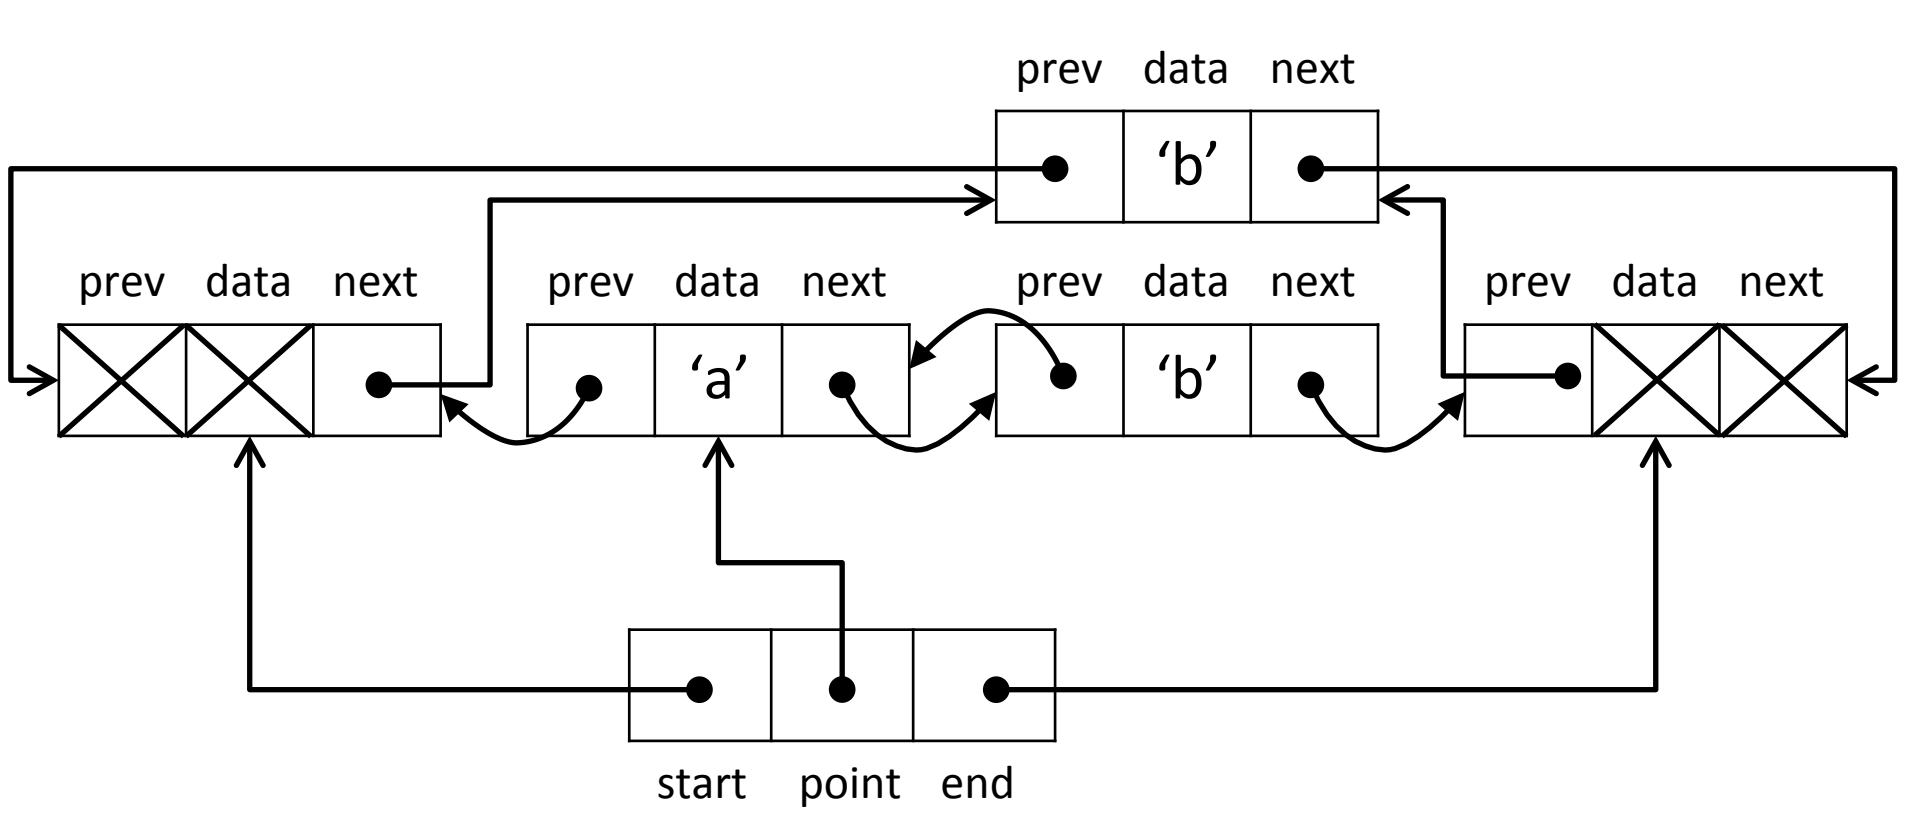 prev data next
‘b’
prev data next prev data next prev data next prev data next
‘a’ ‘b’
start point end